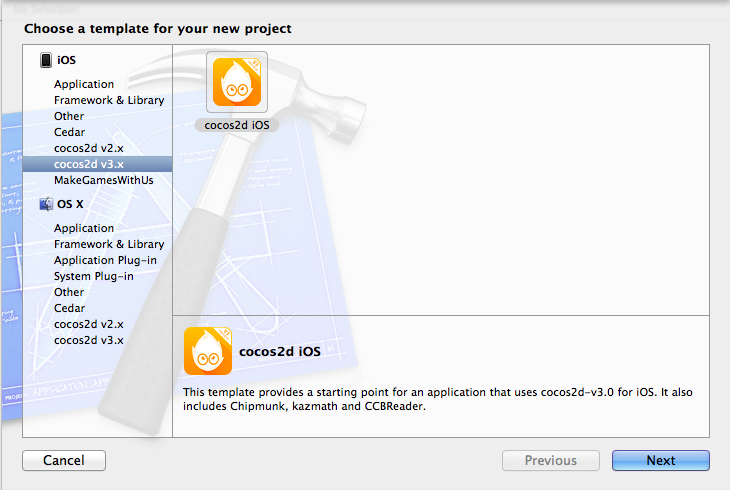 No Selection
Choose a template for your new project
iOS
Application
Framework & Library
Other
Cedar
cocos2d v2.x
cocos2d v3.x
MakeGamesWithUs
OS X
Application
Framework & Library
Application Plug-in
System Plug-in
Other
Cedar
cocos2d v2.x
cocos2d v3.x
cocos2d iOS
cocos2d iOS
This template provides a starting point for an application that uses cocos2d-v3.0 for iOS. It also
includes Chipmunk, kazmath and CCBReader.
Cancel
Previous
Next